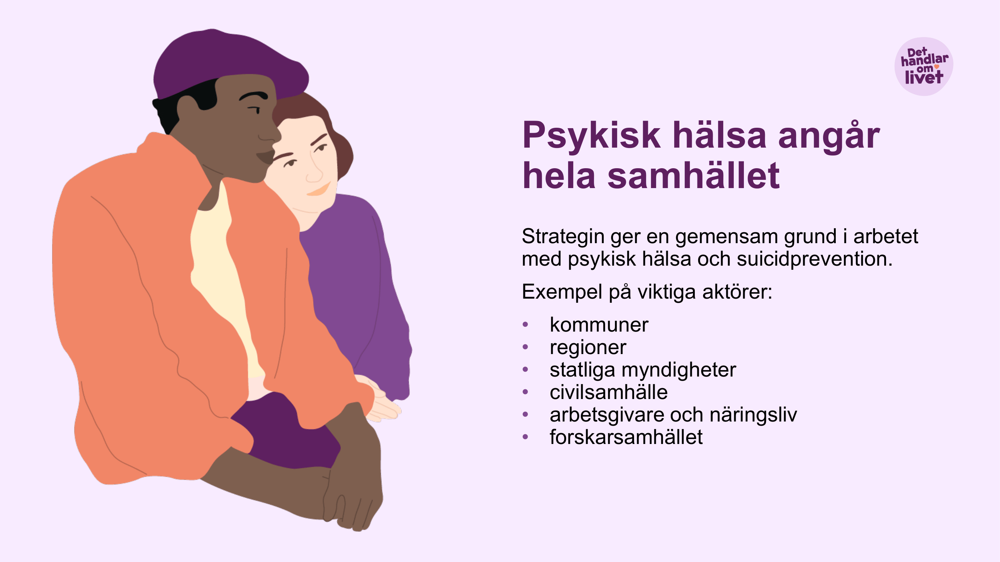 Det
handlar
om
livet
Psykisk hälsa angår
hela samhället
Strategin ger en gemensam grund i arbetet
med psykisk hälsa och suicidprevention.
Exempel på viktiga aktörer:
• kommuner
• regioner
• statliga myndigheter
• civilsamhälle
• arbetsgivare och näringsliv
• forskarsamhället